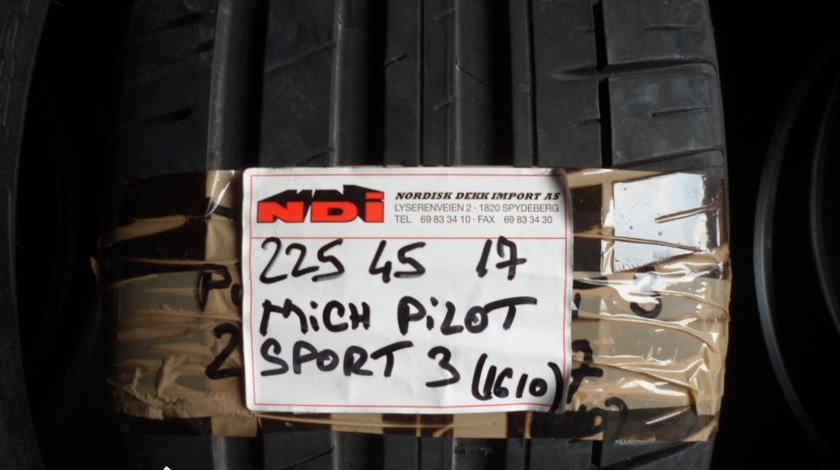 NDi
NORDISK DEKK IMPORT AS
LYSERENVEIEN 2 · 1820 SPYDEBERG
TEL 69 83 34 10 · FAX 69 83 34 30
225 45 17
MiCH PiLOT
SPORT 3 (1610)